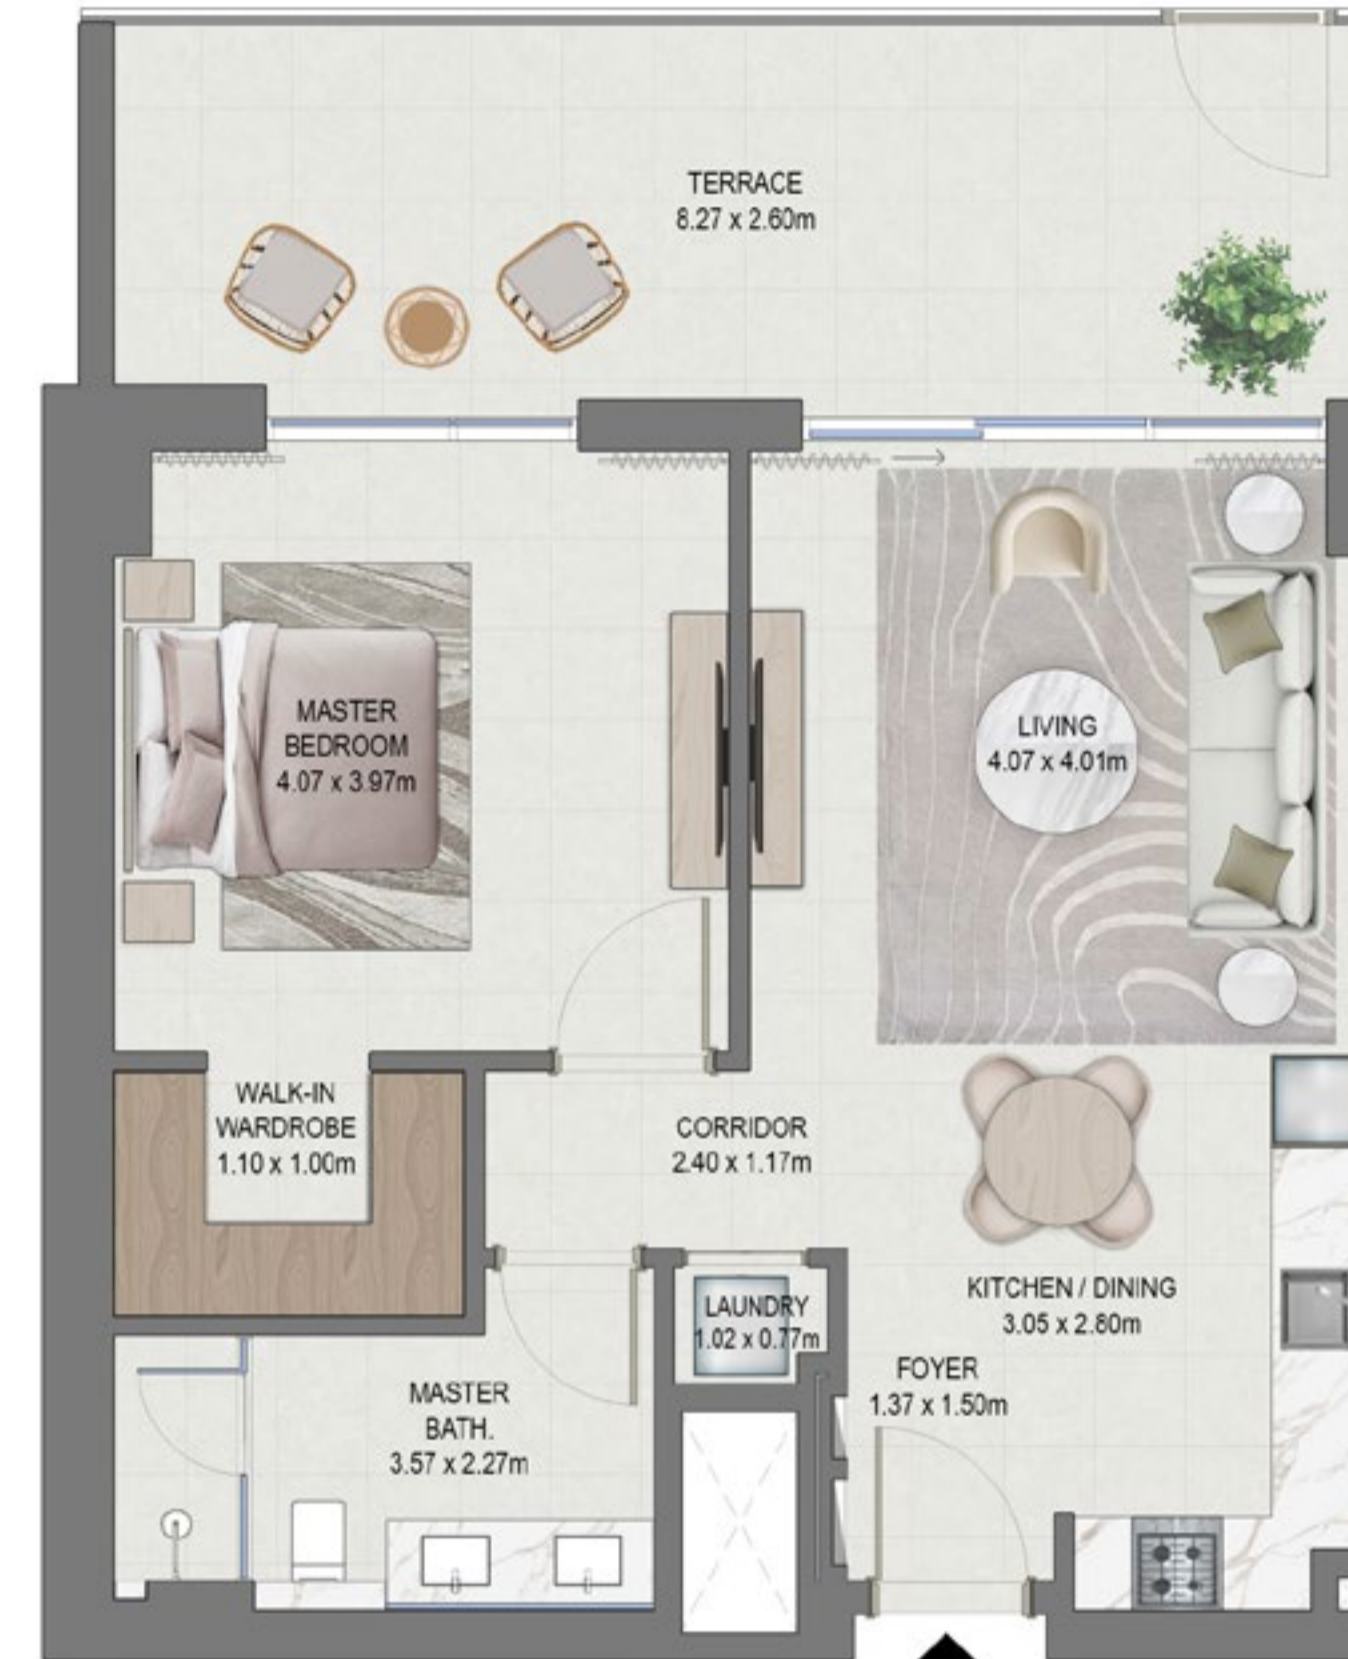 TERRACE
8.27 x 2.60m
MASTER
BEDROOM
4.07 x 3.97m
LIVING
4.07 x 4.01m
WALK-IN
WARDROBE
1.10 x 1.00m
CORRIDOR
2.40 x 1.17m
KITCHEN / DINING
3.05 x 2.80m
LAUNDRY
1.02 x 0.77m
FOYER
1.37 x 1.50m
MASTER
BATH.
3.57 x 2.27m